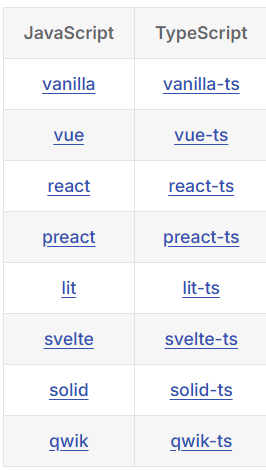 JavaScript TypeScript
vanilla vanilla-ts
vue vue-ts
react react-ts
preact preact-ts
lit lit-ts
svelte svelte-ts
solid solid-ts
qwik qwik-ts